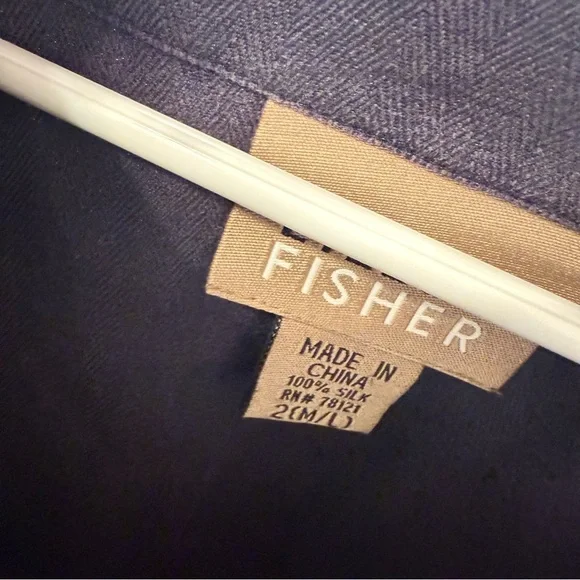 FISHER
MADE IN
CHINA
100% SILK
RN# 78121
2(M/L)